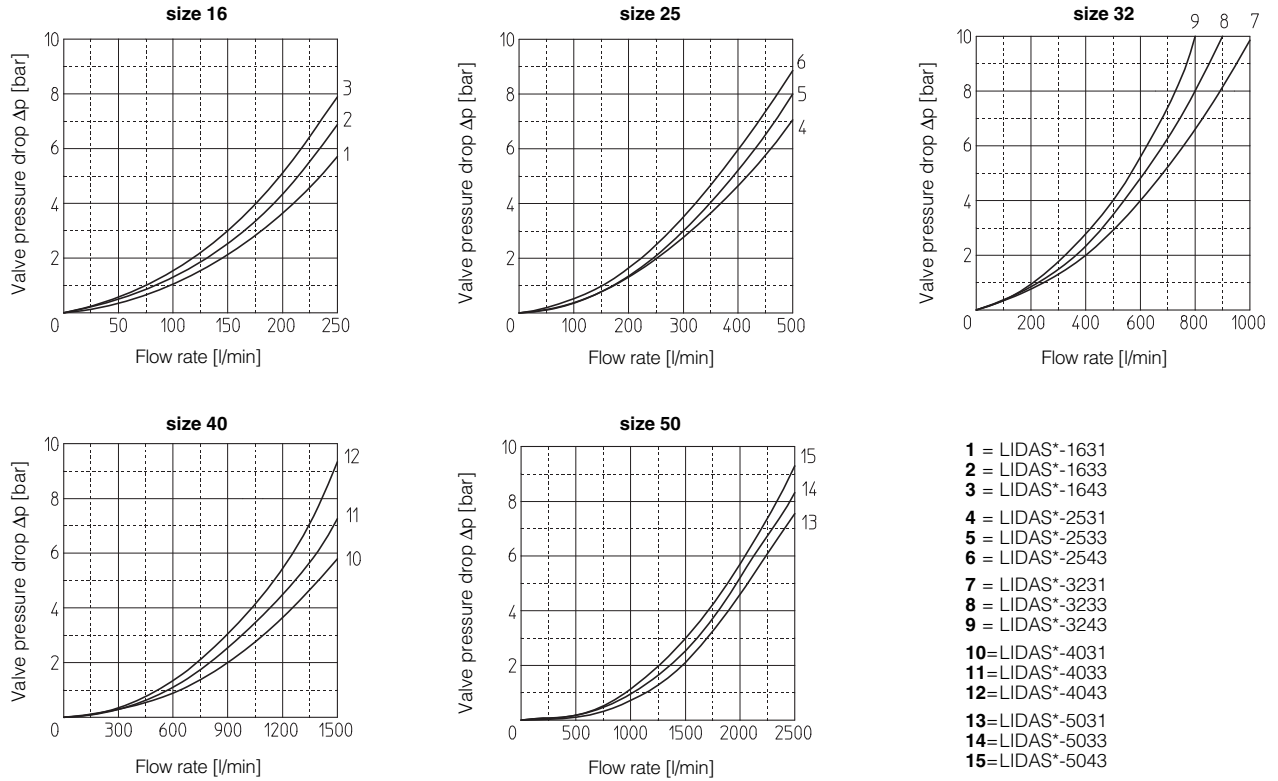 size 16
Valve pressure drop Δp [bar]
10
8
6
4
2
0
50
100
150
200
250
3
2
1
Flow rate [l/min]
size 25
Valve pressure drop Δp [bar]
10
8
6
4
2
0
100
200
300
400
500
6
5
4
Flow rate [l/min]
size 32
Valve pressure drop Δp [bar]
9 8 7
10
8
6
4
2
0
200
400
600
800
1000
Flow rate [l/min]
size 40
Valve pressure drop Δp [bar]
10
8
6
4
2
0
300
600
900
1200
1500
12
11
10
Flow rate [l/min]
size 50
Valve pressure drop Δp [bar]
10
8
6
4
2
0
500
1000
1500
2000
2500
15
14
13
Flow rate [l/min]
1 = LIDAS*-1631
2 = LIDAS*-1633
3 = LIDAS*-1643
4 = LIDAS*-2531
5 = LIDAS*-2533
6 = LIDAS*-2543
7 = LIDAS*-3231
8 = LIDAS*-3233
9 = LIDAS*-3243
10=LIDAS*-4031
11=LIDAS*-4033
12=LIDAS*-4043
13=LIDAS*-5031
14=LIDAS*-5033
15=LIDAS*-5043